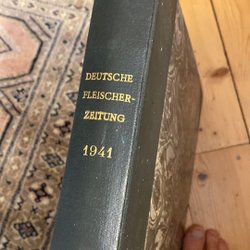 DEUTSCHE
FLEISCHER-
ZEITUNG
1941